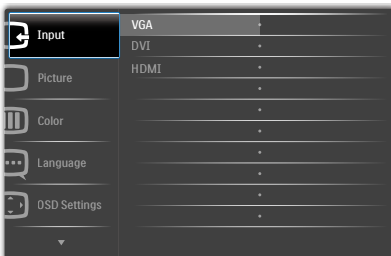 Input
VGA
DVI
HDMI
Picture
Color
Language
OSD Settings